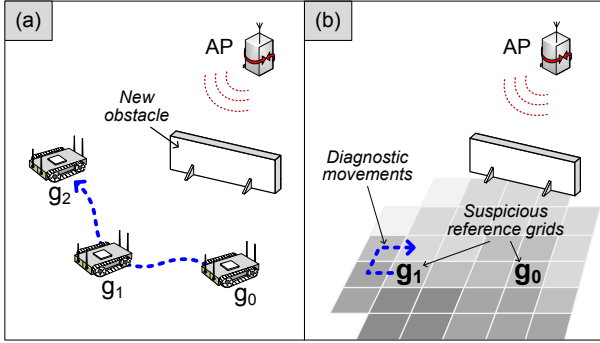 (a)
AP
New
obstacle
g2
g1
g0
(b)
AP
Diagnostic
movements
Suspicious
reference grids
g1
g0